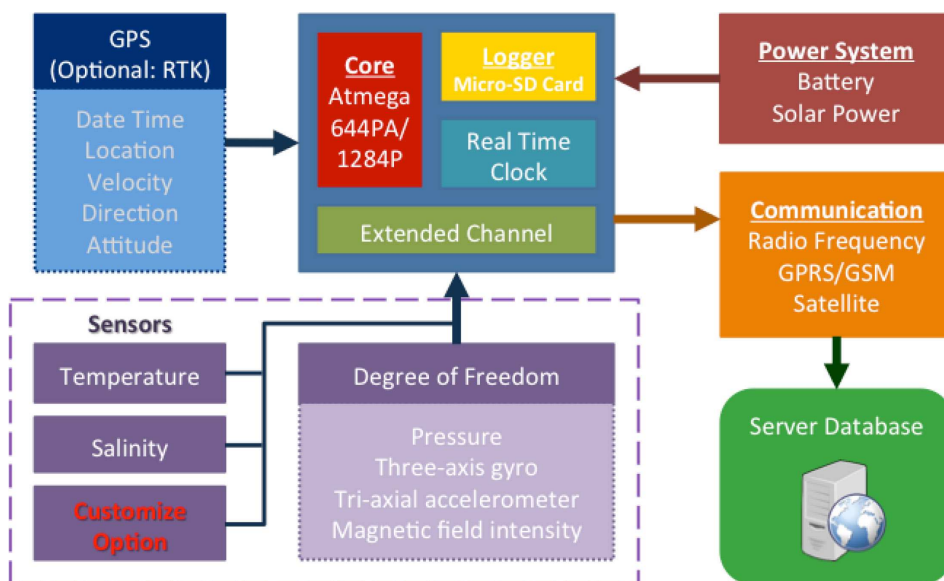 GPS
(Optional: RTK)
Date Time
Location
Velocity
Direction
Attitude
Core
Atmega
644PA/
1284P
Logger
Micro-SD Card
Real Time
Clock
Extended Channel
Power System
Battery
Solar Power
Communication
Radio Frequency
GPRS/GSM
Satellite
Sensors
Temperature
Salinity
Customize
Option
Degree of Freedom
Pressure
Three-axis gyro
Tri-axial accelerometer
Magnetic field intensity
Server Database